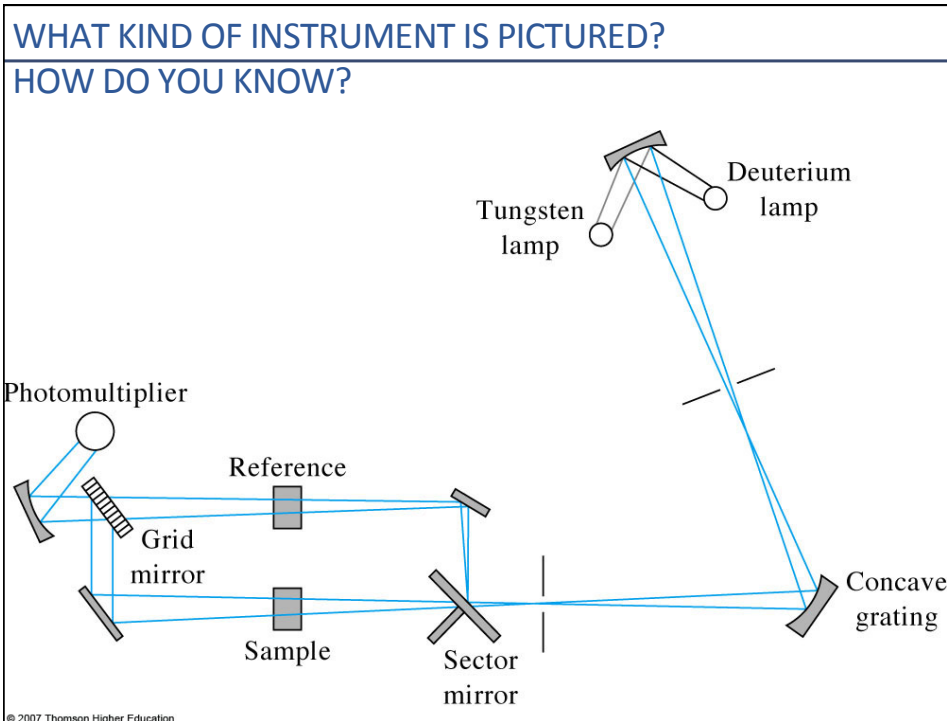 WHAT KIND OF INSTRUMENT IS PICTURED?
HOW DO YOU KNOW?
Deuterium
lamp
Tungsten
lamp
Photomultiplier
Reference
Grid
mirror
Concave
grating
Sample
Sector
mirror
© 2007 Thomson Higher Education